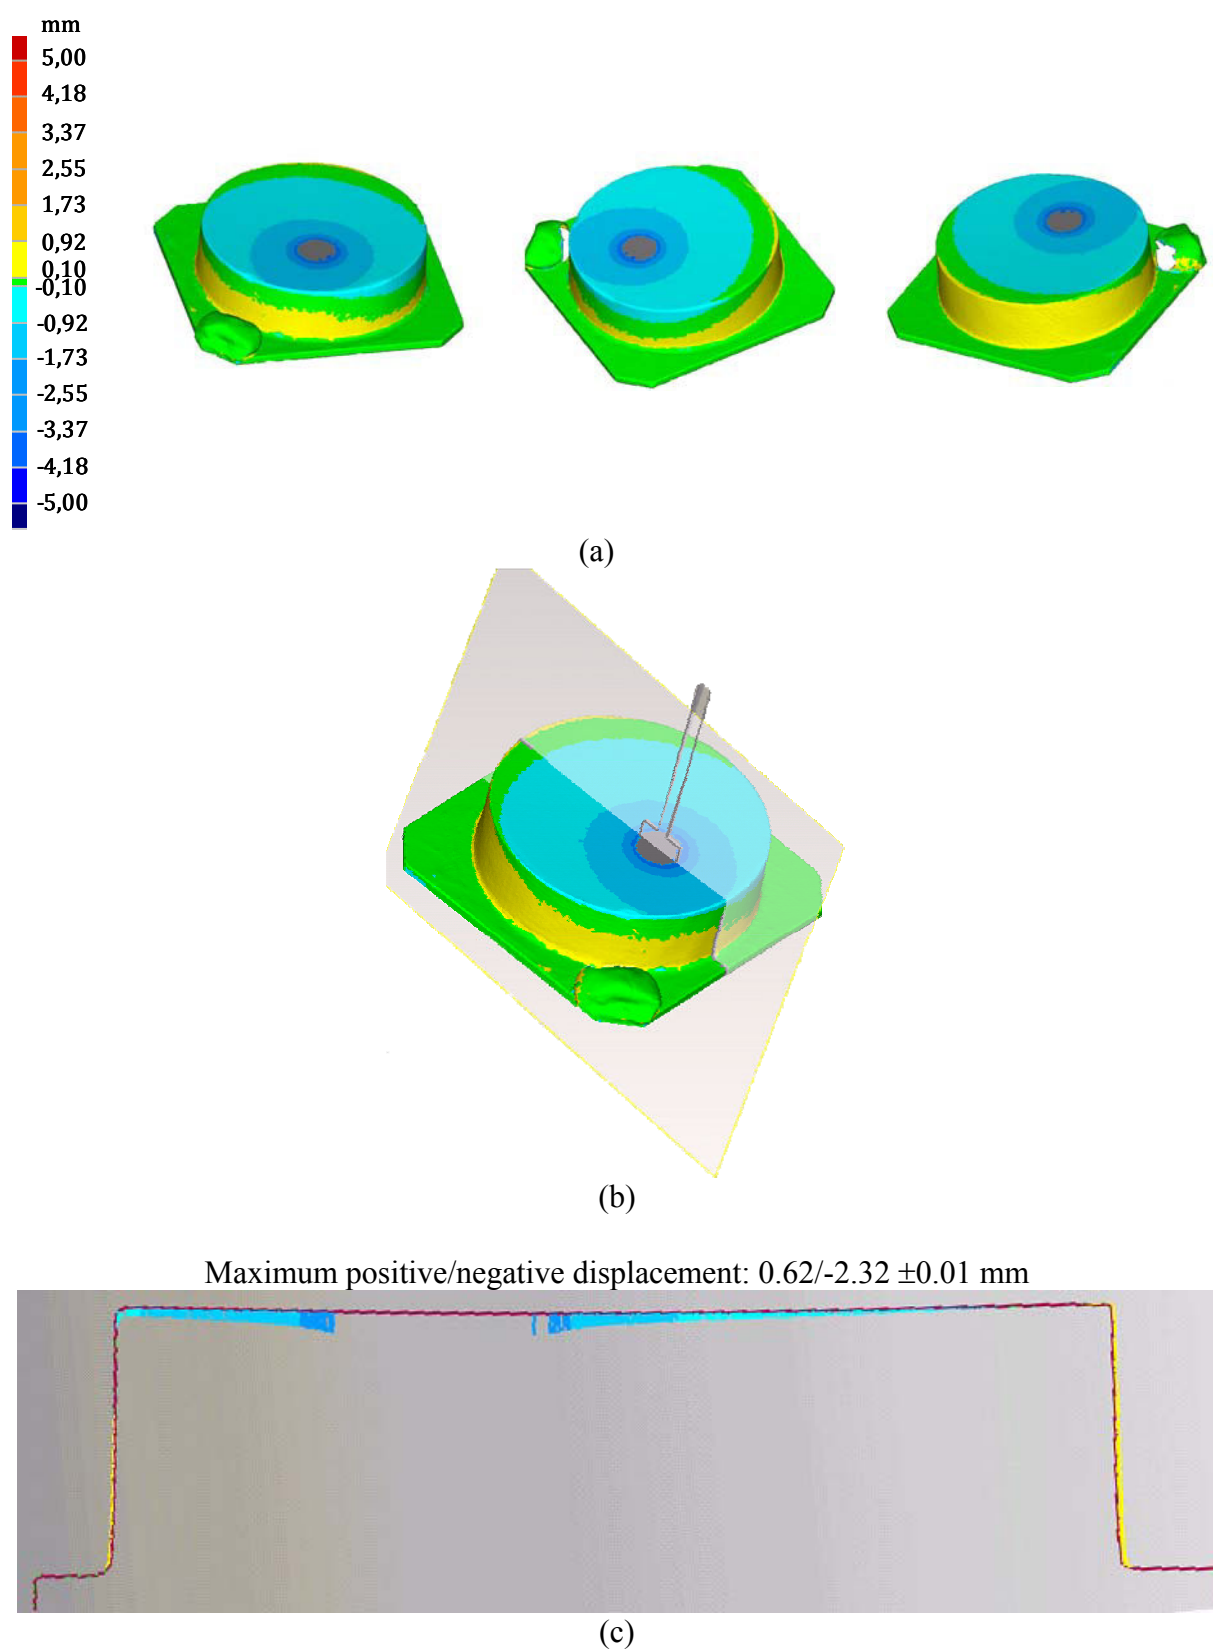 mm
5,00
4,18
3,37
2,55
1,73
0,92
0,10
-0,10
-0,92
-1,73
-2,55
-3,37
-4,18
-5,00
(a)
(b)
Maximum positive/negative displacement: 0.62/-2.32 ±0.01 mm
(c)